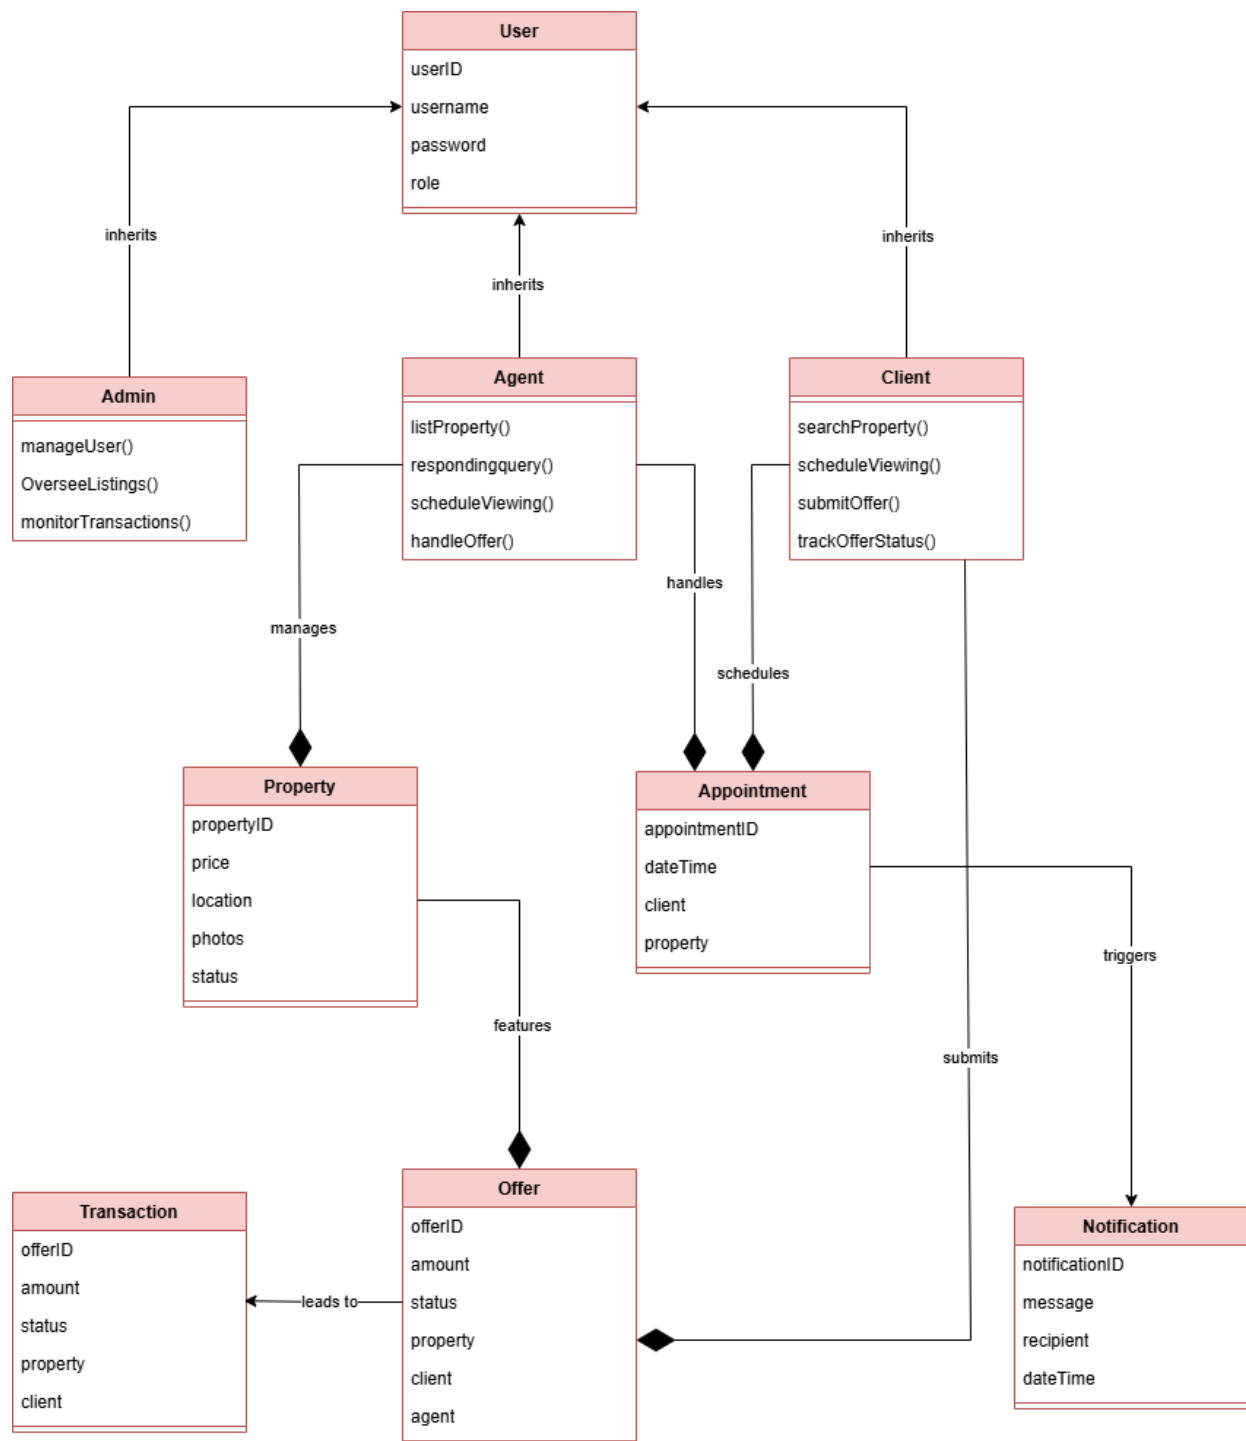 User
userID
username
password
role
inherits
inherits
inherits
Admin
manageUser()
OverseeListings()
monitorTransactions()
Agent
listProperty()
respondingquery()
scheduleViewing()
handleOffer()
Client
searchProperty()
scheduleViewing()
submitOffer()
trackOfferStatus()
manages
handles
schedules
Property
propertyID
price
location
photos
status
Appointment
appointmentID
dateTime
client
property
triggers
features
submits
Transaction
offerID
amount
status
property
client
leads to
Offer
offerID
amount
status
property
client
agent
Notification
notificationID
message
recipient
dateTime